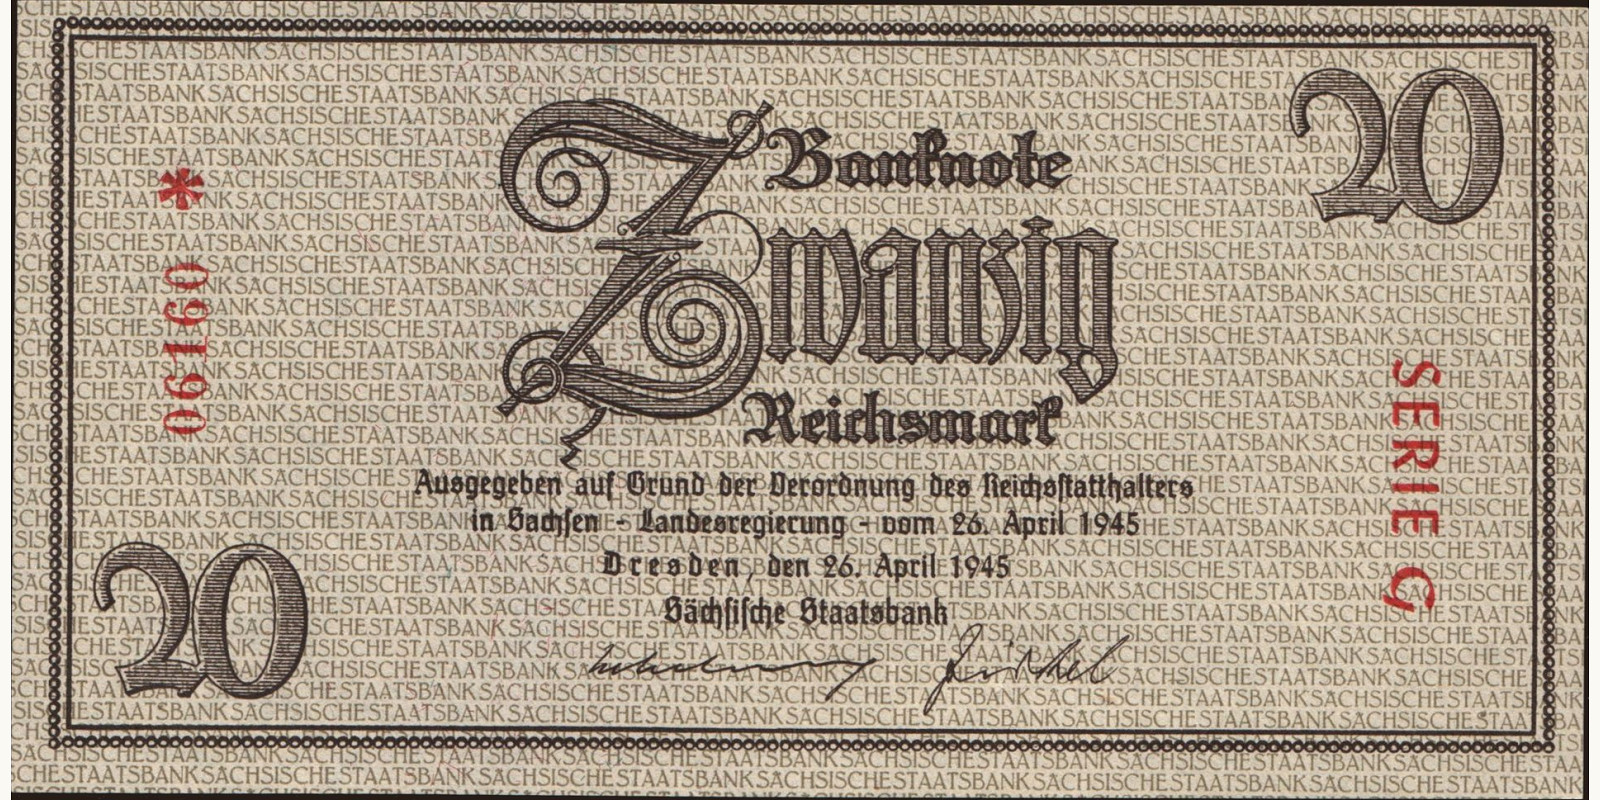 20
Banknote
Zwanzig
Reichsmark
Ausgegeben auf Grund der Verordnung des Reichsstatthalters
in Sachsen - Landesregierung - vom 26. April 1945
Dresden, den 26. April 1945
Sächsische Staatsbank
20
* 099160
SERIE G
SÄCHSISCHE STAATSBANK